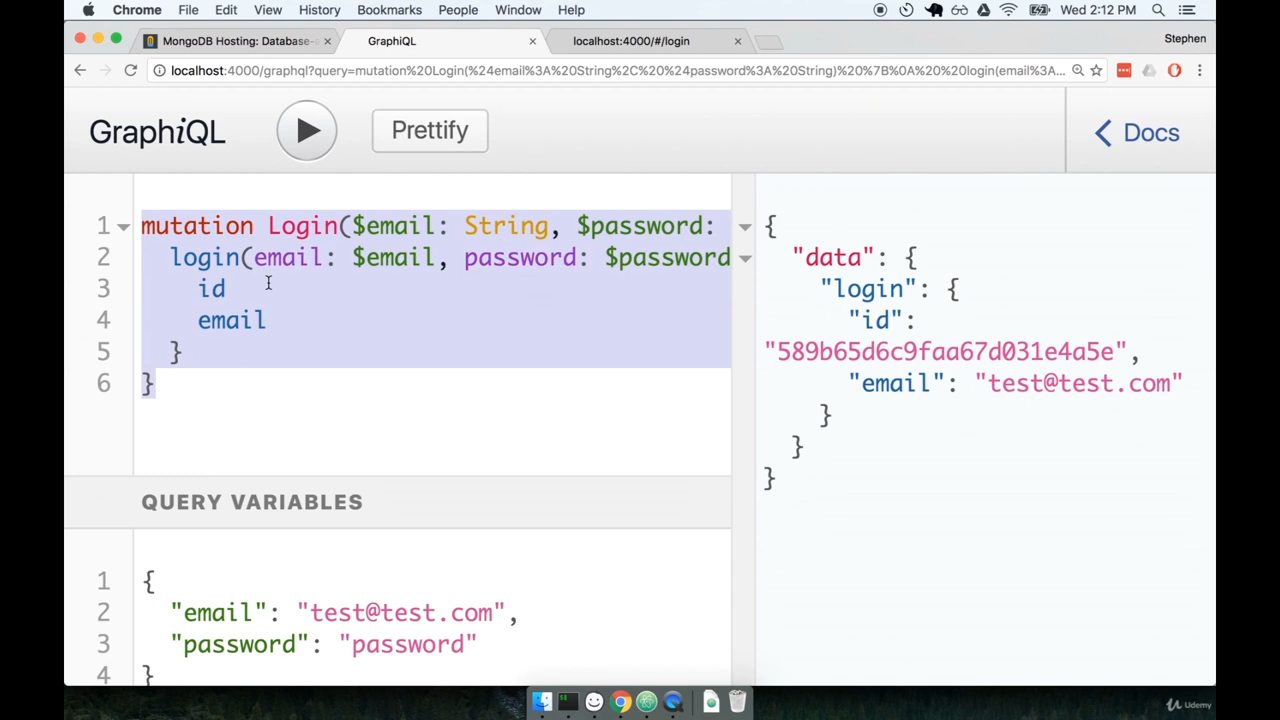 Chrome File Edit View History Bookmarks People Window Help Wed 2:12 PM
MongoDB Hosting: Database-a GraphiQL localhost:4000/#/login Stephen
localhost:4000/graphql?query=mutation%20Login(%24email%3A%20String%2C%20%24password%3A%20String)%20%7B%0A%20%20login(email%3A...
GraphiQL Prettify Docs
1 mutation Login($email: String, $password:
2 login(email: $email, password: $password
3 id
4 email
5 }
6 }
QUERY VARIABLES
1 {
2 "email": "test@test.com",
3 "password": "password"
4 }
{
"data": {
"login": {
"id":
"589b65d6c9faa67d031e4a5e",
"email": "test@test.com"
}
}
}
Udemy